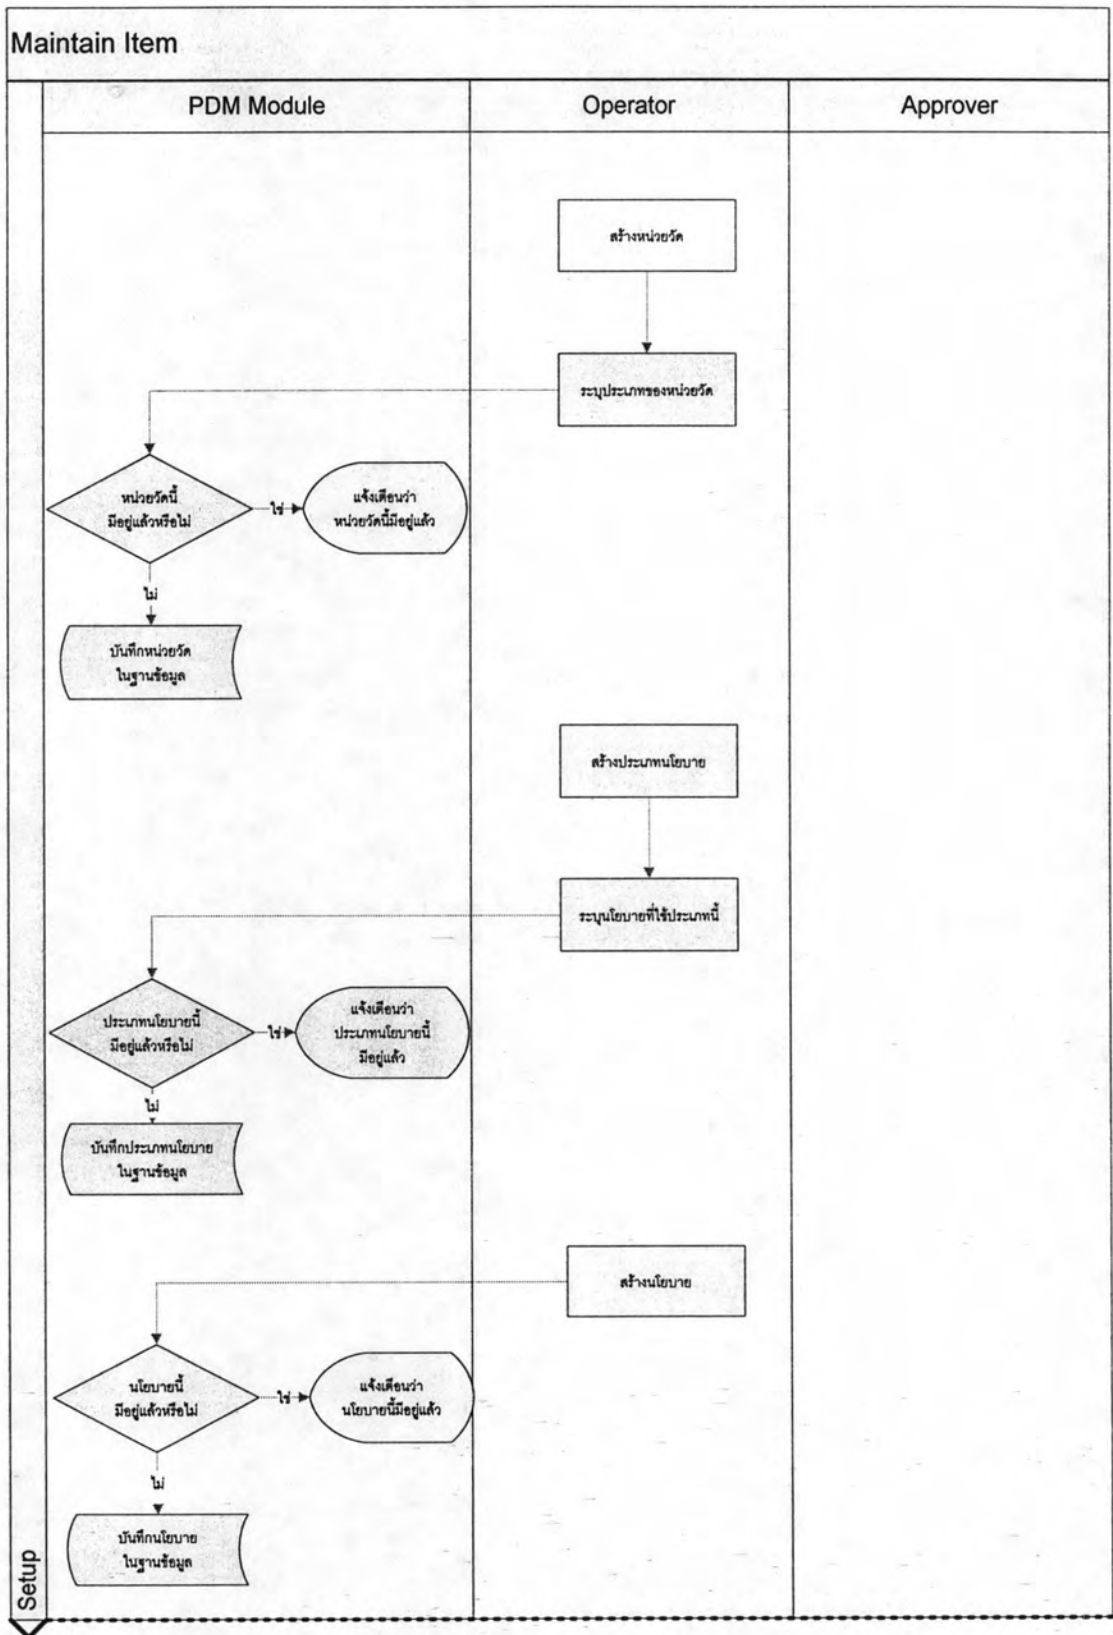 Maintain Item
PDM Module
Operator
Approver
สร้างหน่วยวัด
ระบุประเภทของหน่วยวัด
หน่วยวัดนี้
มีอยู่แล้วหรือไม่
ใช่
แจ้งเตือนว่า
หน่วยวัดนี้มีอยู่แล้ว
ไม่
บันทึกหน่วยวัด
ในฐานข้อมูล
สร้างประเภทนโยบาย
ระบุนโยบายที่ใช้ประเภทนี้
ประเภทนโยบายนี้
มีอยู่แล้วหรือไม่
ใช่
แจ้งเตือนว่า
ประเภทนโยบายนี้
มีอยู่แล้ว
ไม่
บันทึกประเภทนโยบาย
ในฐานข้อมูล
สร้างนโยบาย
นโยบายนี้
มีอยู่แล้วหรือไม่
ใช่
แจ้งเตือนว่า
นโยบายนี้มีอยู่แล้ว
ไม่
บันทึกนโยบาย
ในฐานข้อมูล
Setup